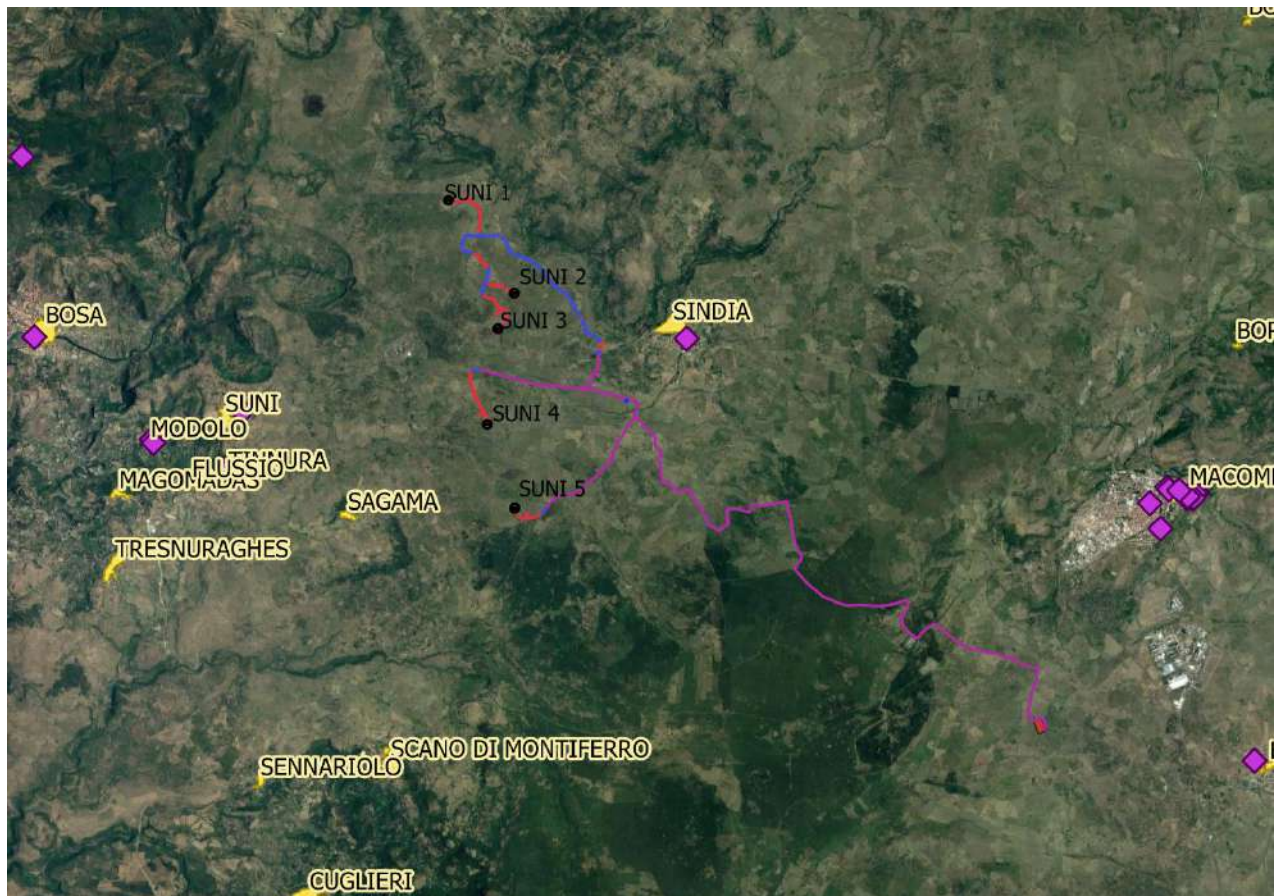 SUNI 1
SUNI 2
SUNI 3
SINDIA
BOSA
SUNI
SUNI 4
MODOLO
FLUSSIO
MAGOMADAS
MACOM
SUNI 5
SAGAMA
TRESNURAGHES
SCANO DI MONTIFERRO
SENNARIOLO
CUGLIERI